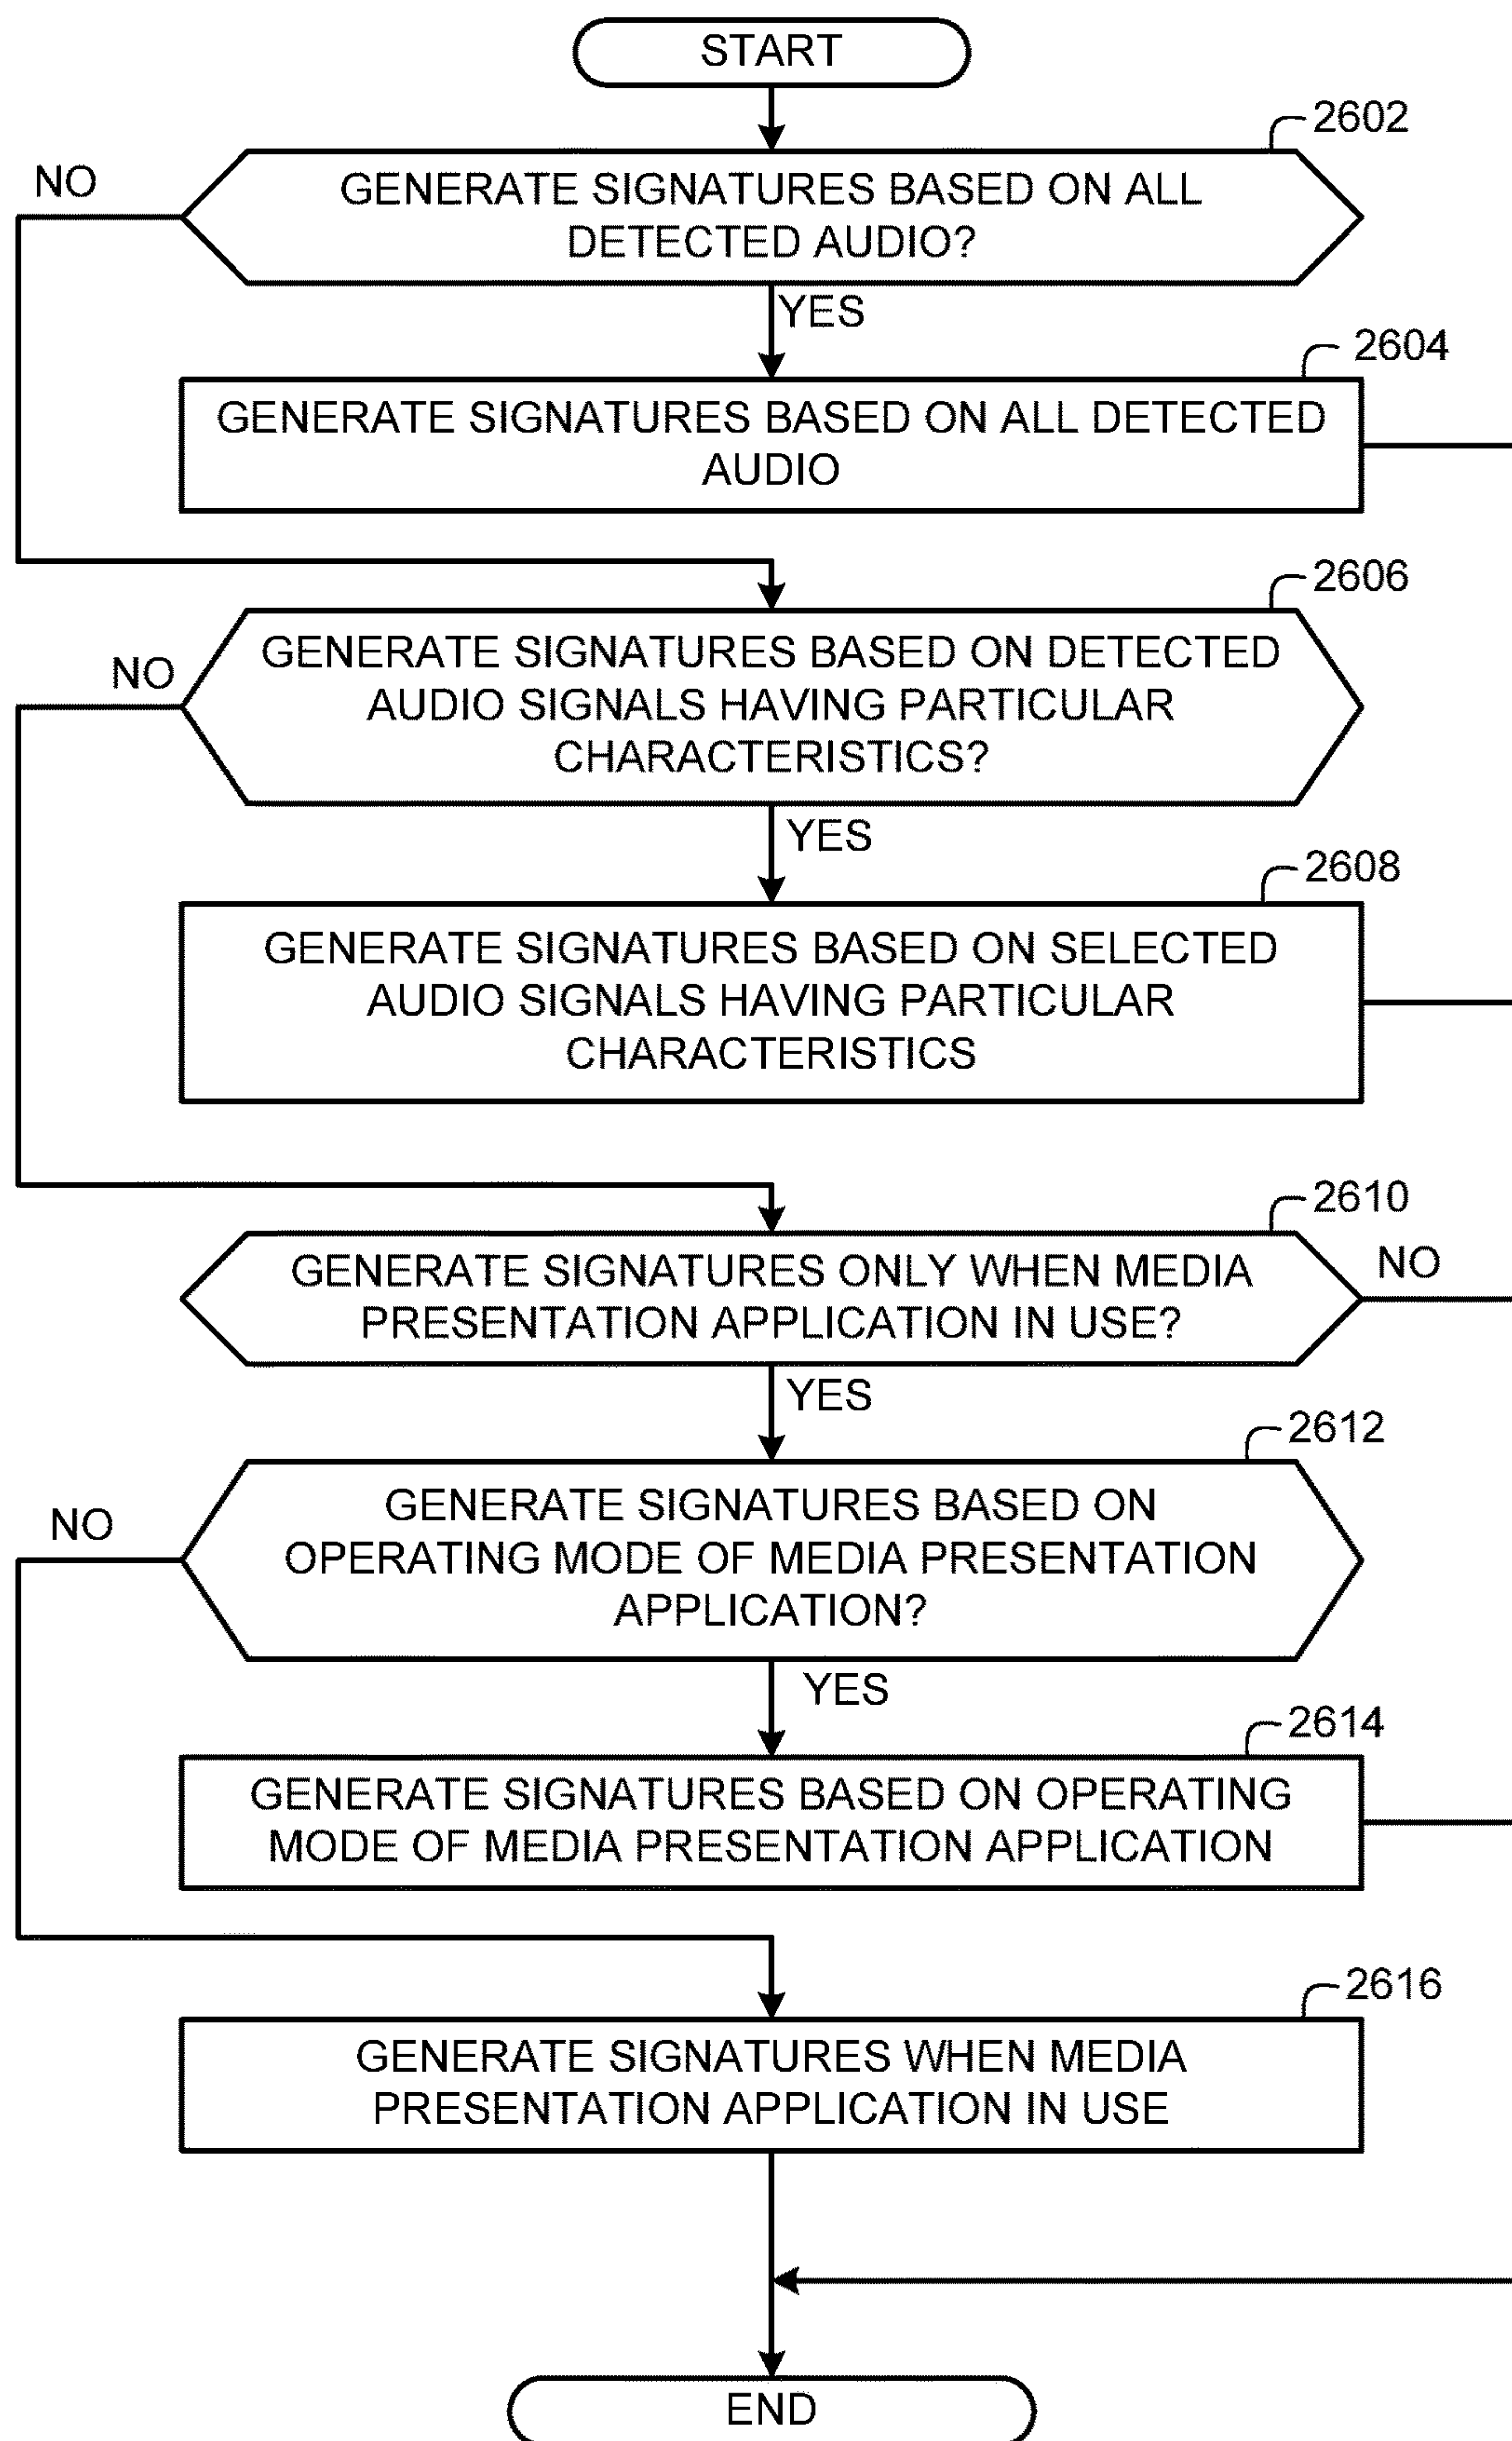 START
2602
NO
GENERATE SIGNATURES BASED ON ALL
DETECTED AUDIO?
YES
2604
GENERATE SIGNATURES BASED ON ALL DETECTED
AUDIO
2606
NO
GENERATE SIGNATURES BASED ON DETECTED
AUDIO SIGNALS HAVING PARTICULAR
CHARACTERISTICS?
YES
2608
GENERATE SIGNATURES BASED ON SELECTED
AUDIO SIGNALS HAVING PARTICULAR
CHARACTERISTICS
2610
GENERATE SIGNATURES ONLY WHEN MEDIA
PRESENTATION APPLICATION IN USE?
NO
YES
2612
NO
GENERATE SIGNATURES BASED ON
OPERATING MODE OF MEDIA PRESENTATION
APPLICATION?
YES
2614
GENERATE SIGNATURES BASED ON OPERATING
MODE OF MEDIA PRESENTATION APPLICATION
2616
GENERATE SIGNATURES WHEN MEDIA
PRESENTATION APPLICATION IN USE
END